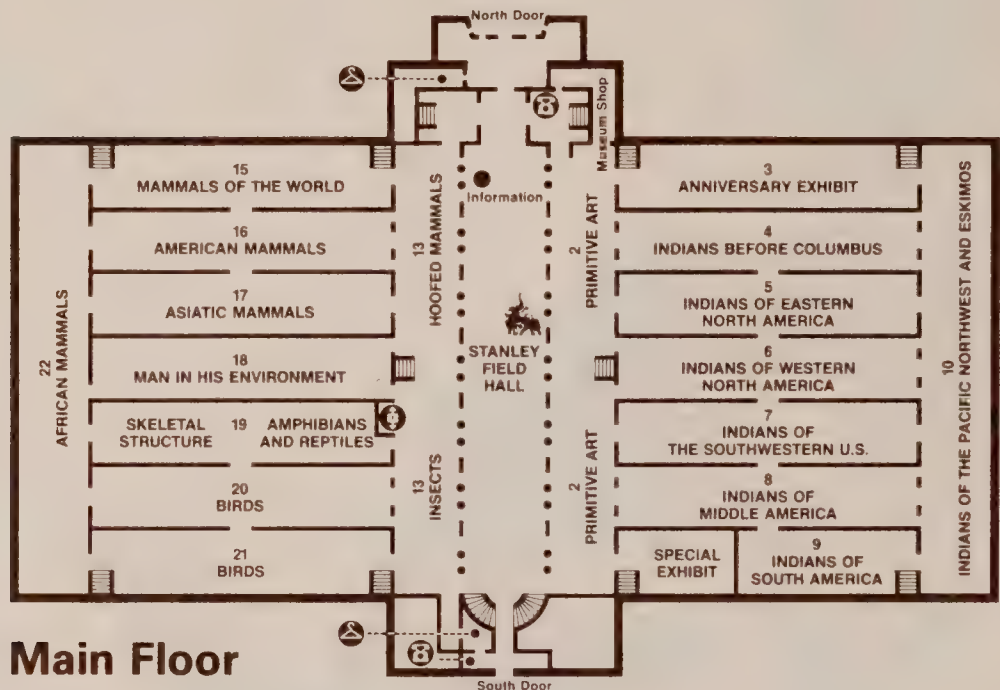 North Door
Museum Shop
Information
15
MAMMALS OF THE WORLD
16
AMERICAN MAMMALS
17
ASIATIC MAMMALS
18
MAN IN HIS ENVIRONMENT
SKELETAL
STRUCTURE
19
AMPHIBIANS
AND REPTILES
20
BIRDS
21
BIRDS
22
AFRICAN MAMMALS
13
HOOFED MAMMALS
13
INSECTS
STANLEY
FIELD
HALL
2
PRIMITIVE ART
2
PRIMITIVE ART
3
ANNIVERSARY EXHIBIT
4
INDIANS BEFORE COLUMBUS
5
INDIANS OF EASTERN
NORTH AMERICA
6
INDIANS OF WESTERN
NORTH AMERICA
7
INDIANS OF
THE SOUTHWESTERN U.S.
8
INDIANS OF
MIDDLE AMERICA
SPECIAL
EXHIBIT
9
INDIANS OF
SOUTH AMERICA
10
INDIANS OF THE PACIFIC NORTHWEST AND ESKIMOS
Main Floor
South Door